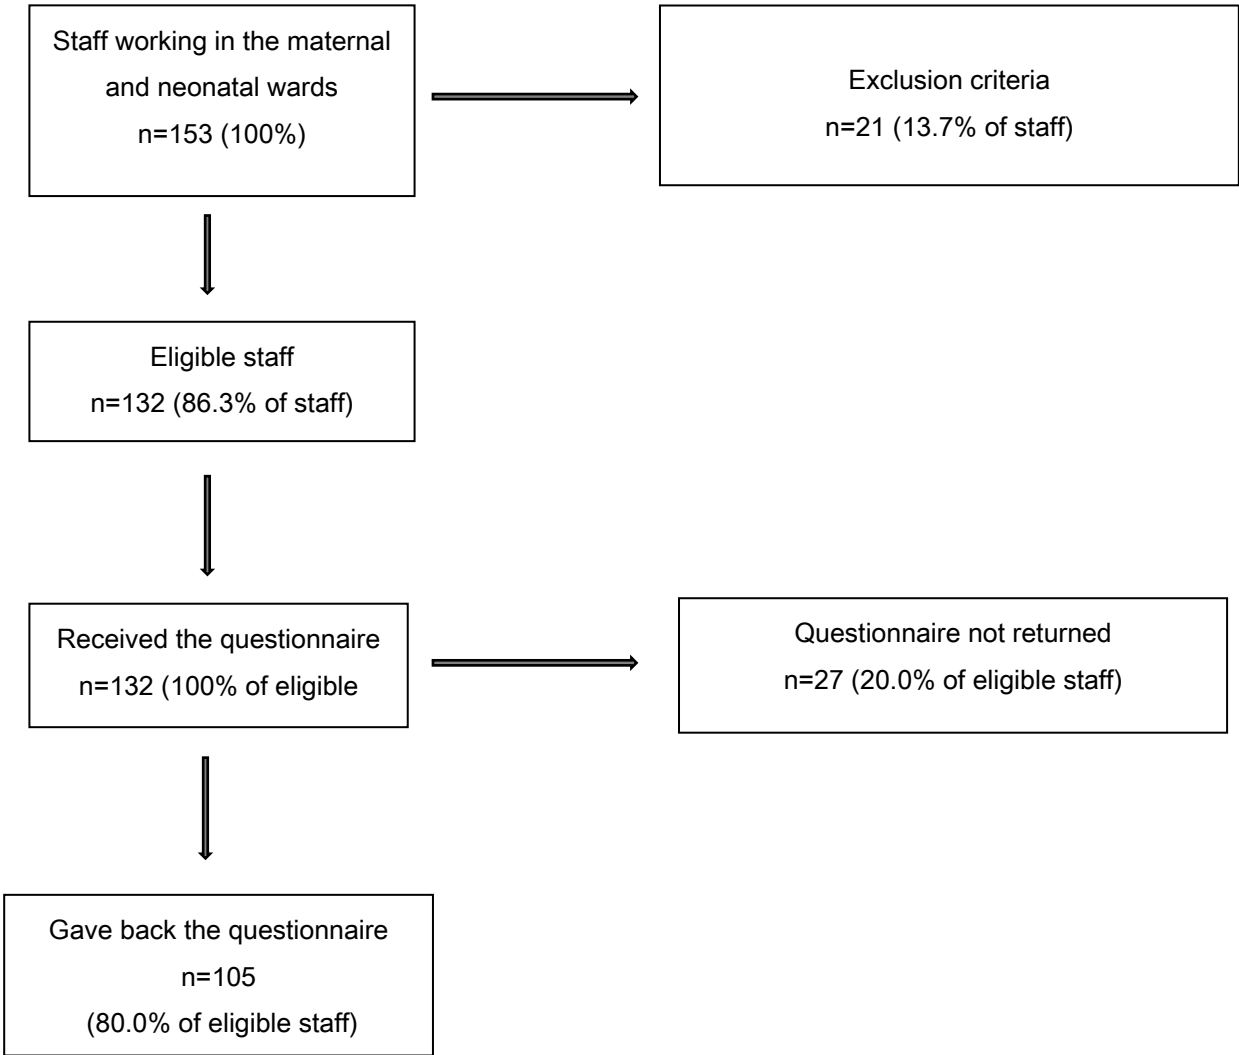 Staff working in the maternal
and neonatal wards
n=153 (100%)
Exclusion criteria
n=21 (13.7% of staff)
Eligible staff
n=132 (86.3% of staff)
Received the questionnaire
n=132 (100% of eligible
Questionnaire not returned
n=27 (20.0% of eligible staff)
Gave back the questionnaire
n=105
(80.0% of eligible staff)